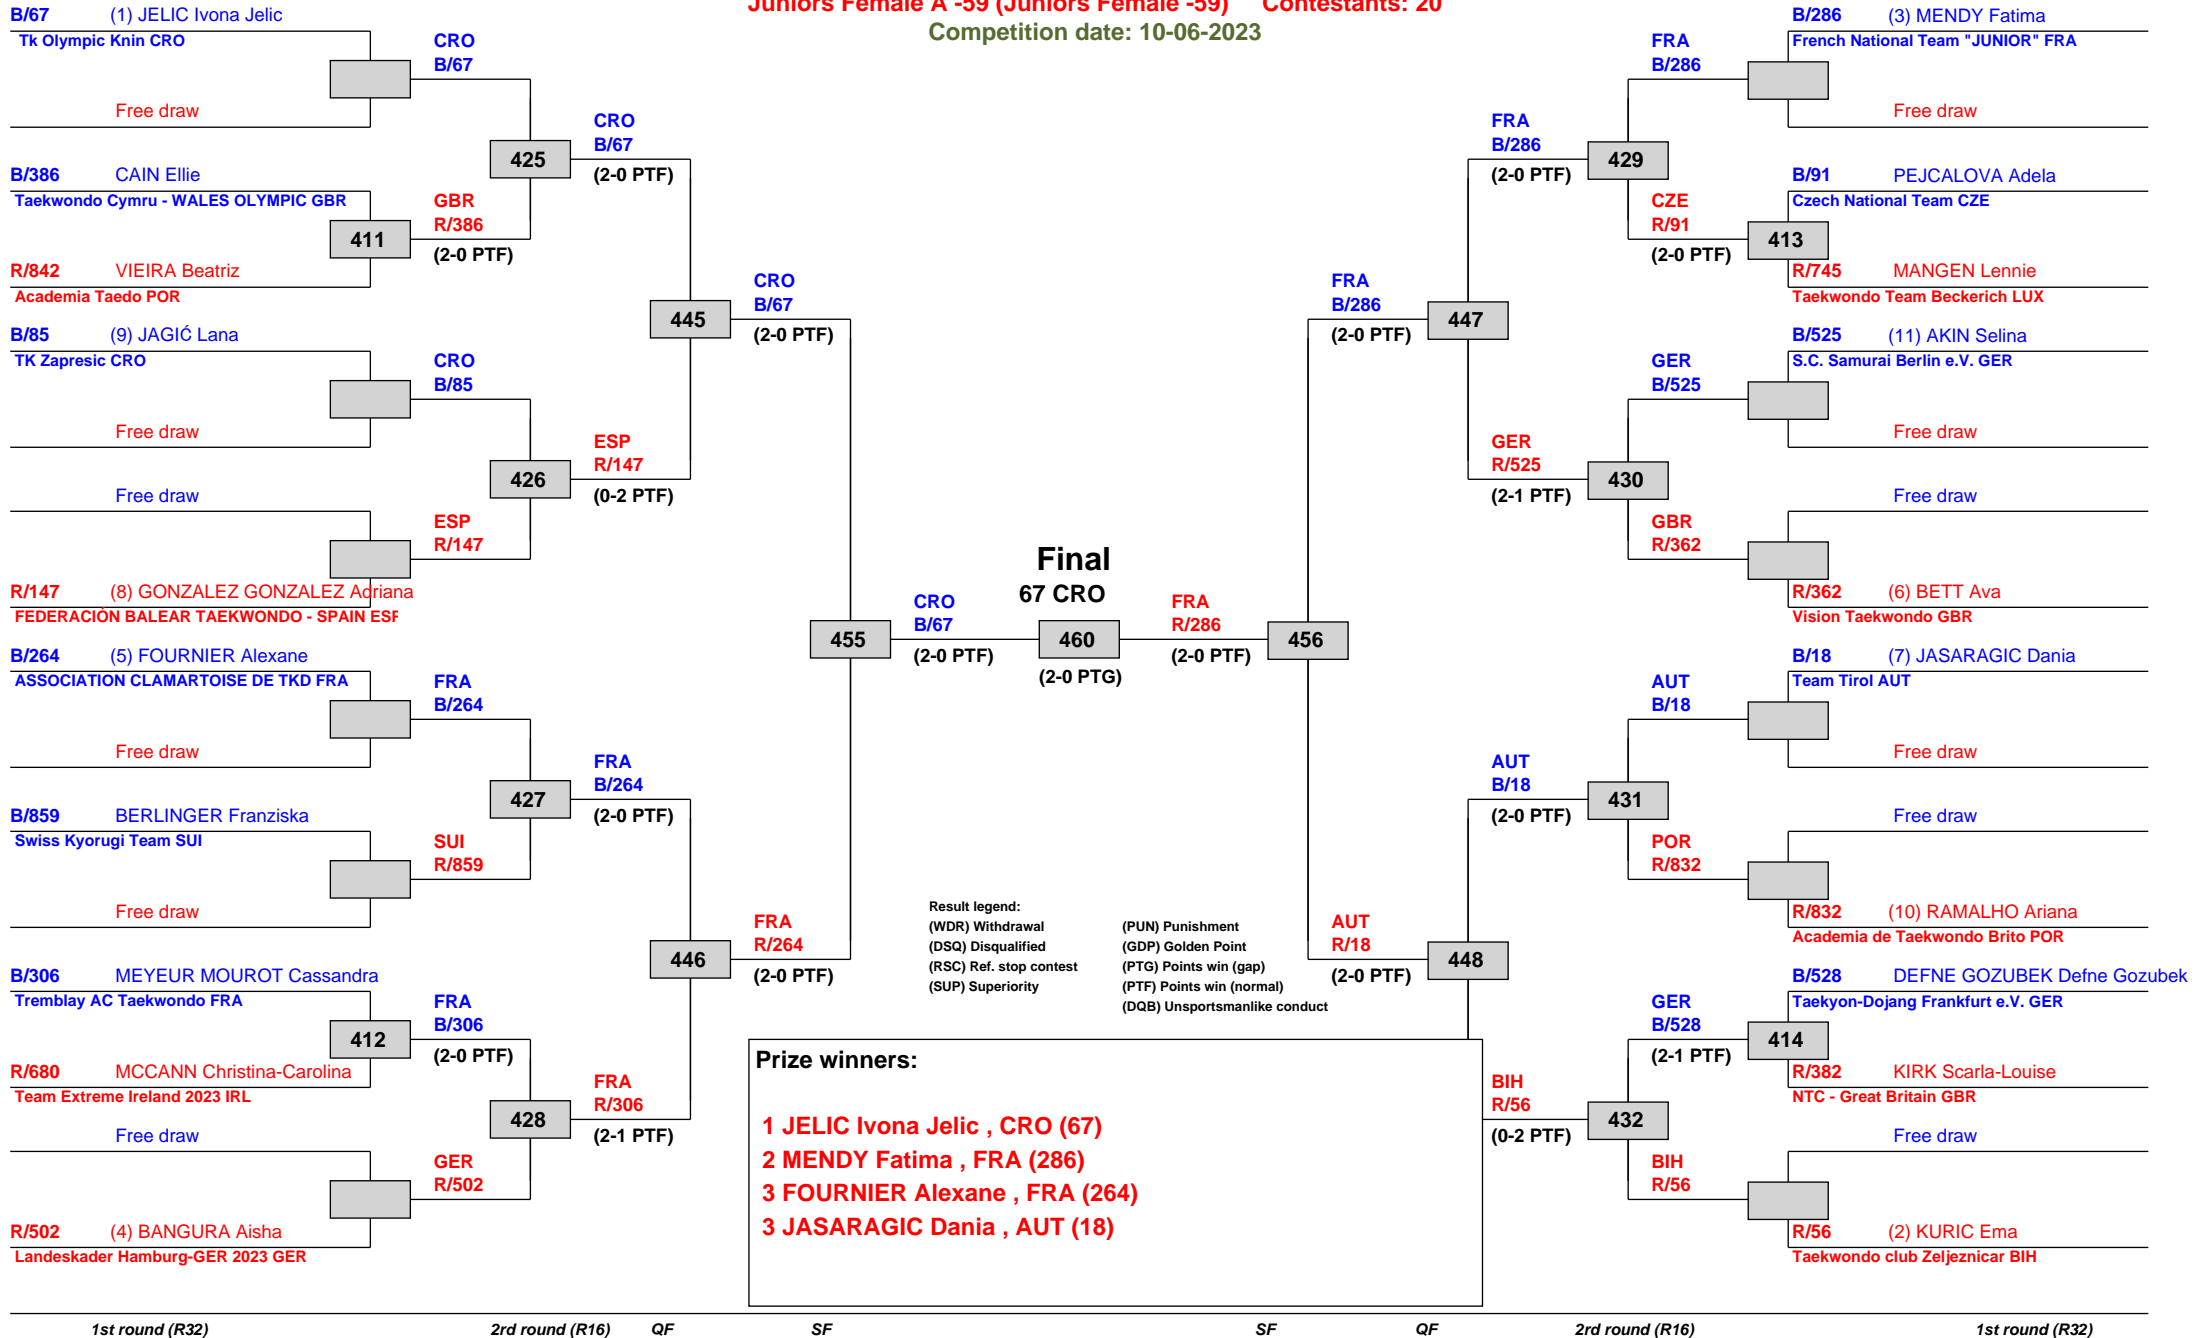 Juniors Female A -59 (Juniors Female -59) Contestants: 20
Competition date: 10-06-2023
B/67 (1) JELIC Ivona Jelic
Tk Olympic Knin CRO
Free draw
B/386 CAIN Ellie
Taekwondo Cymru - WALES OLYMPIC GBR
411
R/842 VIEIRA Beatriz
Academia Taedo POR
B/85 (9) JAGIĆ Lana
TK Zapresic CRO
Free draw
Free draw
R/147 (8) GONZALEZ GONZALEZ Adriana
FEDERACIÓN BALEAR TAEKWONDO - SPAIN ESP
B/264 (5) FOURNIER Alexane
ASSOCIATION CLAMARTOISE DE TKD FRA
Free draw
B/859 BERLINGER Franziska
Swiss Kyorugi Team SUI
Free draw
B/306 MEYEUR MOUROT Cassandra
Tremblay AC Taekwondo FRA
412
R/680 MCCANN Christina-Carolina
Team Extreme Ireland 2023 IRL
Free draw
R/502 (4) BANGURA Aisha
Landeskader Hamburg-GER 2023 GER
CRO
B/67
425
GBR
R/386
(2-0 PTF)
CRO
B/85
426
ESP
R/147
FRA
B/264
427
SUI
R/859
FRA
B/306
(2-0 PTF)
428
GER
R/502
CRO
B/67
(2-0 PTF)
445
ESP
R/147
(0-2 PTF)
FRA
B/264
(2-0 PTF)
446
FRA
R/306
(2-1 PTF)
CRO
B/67
(2-0 PTF)
455
FRA
R/264
(2-0 PTF)
CRO
B/67
(2-0 PTF)
Final
67 CRO
460
(2-0 PTG)
FRA
R/286
(2-0 PTF)
456
FRA
B/286
(2-0 PTF)
447
AUT
R/18
(2-0 PTF)
448
FRA
B/286
(2-0 PTF)
429
GER
R/525
(2-1 PTF)
430
AUT
B/18
(2-0 PTF)
431
BIH
R/56
(0-2 PTF)
432
FRA
B/286
CZE
R/91
(2-0 PTF)
413
GER
B/525
GBR
R/362
AUT
B/18
POR
R/832
GER
B/528
(2-1 PTF)
414
BIH
R/56
B/286 (3) MENDY Fatima
French National Team "JUNIOR" FRA
Free draw
B/91 PEJCALOVA Adela
Czech National Team CZE
R/745 MANGEN Lennie
Taekwondo Team Beckerich LUX
B/525 (11) AKIN Selina
S.C. Samurai Berlin e.V. GER
Free draw
Free draw
R/362 (6) BETT Ava
Vision Taekwondo GBR
B/18 (7) JASARAGIC Dania
Team Tirol AUT
Free draw
Free draw
R/832 (10) RAMALHO Ariana
Academia de Taekwondo Brito POR
B/528 DEFNE GOZUBEK Defne Gozubek
Taekyon-Dojang Frankfurt e.V. GER
R/382 KIRK Scarla-Louise
NTC - Great Britain GBR
Free draw
R/56 (2) KURIC Ema
Taekwondo club Zeljeznicar BIH
Result legend:
(WDR) Withdrawal (PUN) Punishment
(DSQ) Disqualified (GDP) Golden Point
(RSC) Ref. stop contest (PTG) Points win (gap)
(SUP) Superiority (PTF) Points win (normal)
(DQB) Unsportsmanlike conduct
Prize winners:
1 JELIC Ivona Jelic , CRO (67)
2 MENDY Fatima , FRA (286)
3 FOURNIER Alexane , FRA (264)
3 JASARAGIC Dania , AUT (18)
1st round (R32) 2rd round (R16) QF SF SF QF 2rd round (R16) 1st round (R32)